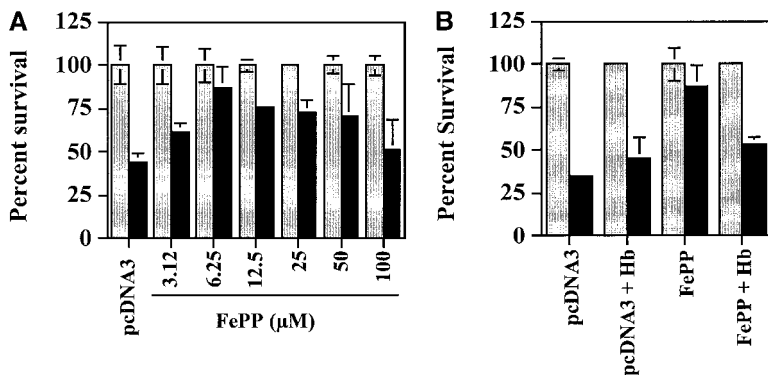 A
Percent survival
125
100
75
50
25
0
pcDNA3
3.12
6.25
12.5
25
50
100
FePP (μM)
B
Percent Survival
125
100
75
50
25
0
pcDNA3
pcDNA3 + Hb
FePP
FePP + Hb